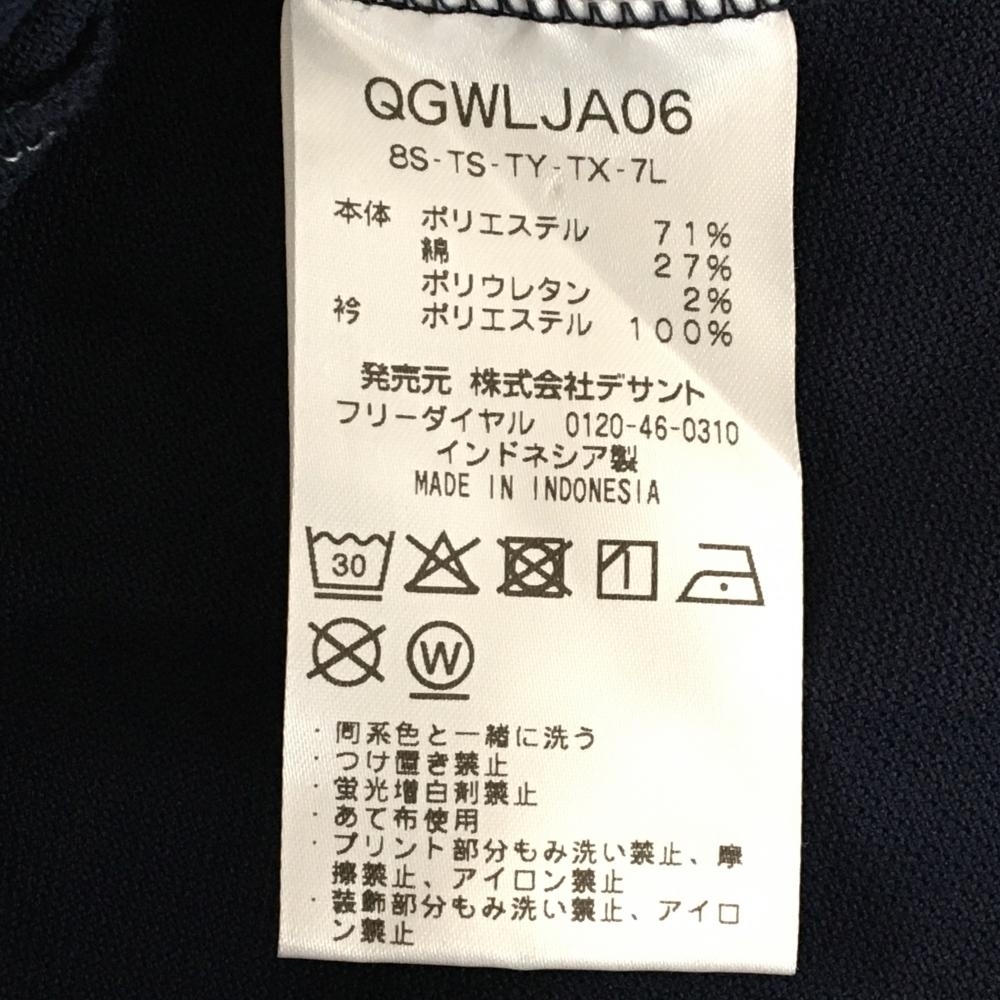 QGWLJA06
8S-TS-TY-TX-7L
本体 ポリエステル 71%
綿 27%
ポリウレタン 2%
衿 ポリエステル 100%
発売元 株式会社デサント
フリーダイヤル 0120-46-0310
インドネシア製
MADE IN INDONESIA
30
W
・同系色と一緒に洗う
・つけ置き禁止
・蛍光増白剤禁止
・あて布使用
・プリント部分もみ洗い禁止、摩
擦禁止、アイロン禁止
・装飾部分もみ洗い禁止、アイロ
ン禁止